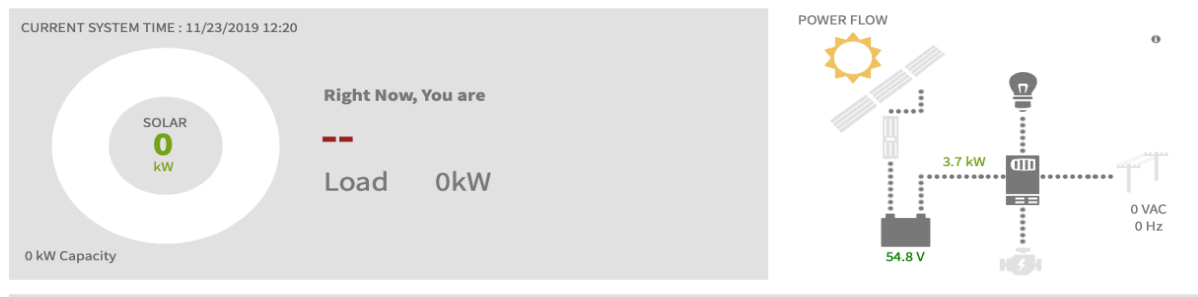 CURRENT SYSTEM TIME : 11/23/2019 12:20
SOLAR
0
kW
Right Now, You are
--
Load 0kW
0 kW Capacity
POWER FLOW
3.7 kW
0 VAC
0 Hz
54.8 V